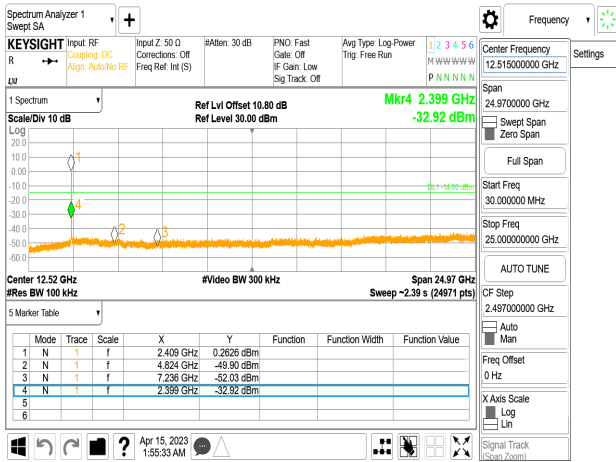 Spectrum Analyzer 1
Swept SA
Frequency
KEYSIGHT
R
Input: RF
Coupling: DC
Align: Auto/No RF
Input Z: 50 Ω
Corrections: Off
Freq Ref: Int (S)
#Atten: 30 dB
PNO: Fast
Gate: Off
IF Gain: Low
Sig Track: Off
Avg Type: Log-Power
Trig: Free Run
1 2 3 4 5 6
M W W W W W
P N N N N N
LXI
1 Spectrum
Scale/Div 10 dB
Ref Lvl Offset 10.80 dB
Ref Level 30.00 dBm
Mkr4 2.399 GHz
-32.92 dBm
Log
20.0
10.0
0.00
-10.0
-20.0
-30.0
-40.0
-50.0
-60.0
1
4
2
3
DL1 -14.80 dBm
Center 12.52 GHz
#Res BW 100 kHz
#Video BW 300 kHz
Span 24.97 GHz
Sweep ~2.39 s (24971 pts)
5 Marker Table
Mode Trace Scale X Y Function Function Width Function Value
1 N 1 f 2.409 GHz 0.2626 dBm
2 N 1 f 4.824 GHz -49.90 dBm
3 N 1 f 7.236 GHz -52.03 dBm
4 N 1 f 2.399 GHz -32.92 dBm
5
6
Apr 15, 2023
1:55:33 AM
?
Center Frequency
12.515000000 GHz
Settings
Span
24.9700000 GHz
Swept Span
Zero Span
Full Span
Start Freq
30.000000 MHz
Stop Freq
25.000000000 GHz
AUTO TUNE
CF Step
2.497000000 GHz
Auto
Man
Freq Offset
0 Hz
X Axis Scale
Log
Lin
Signal Track
(Span Zoom)